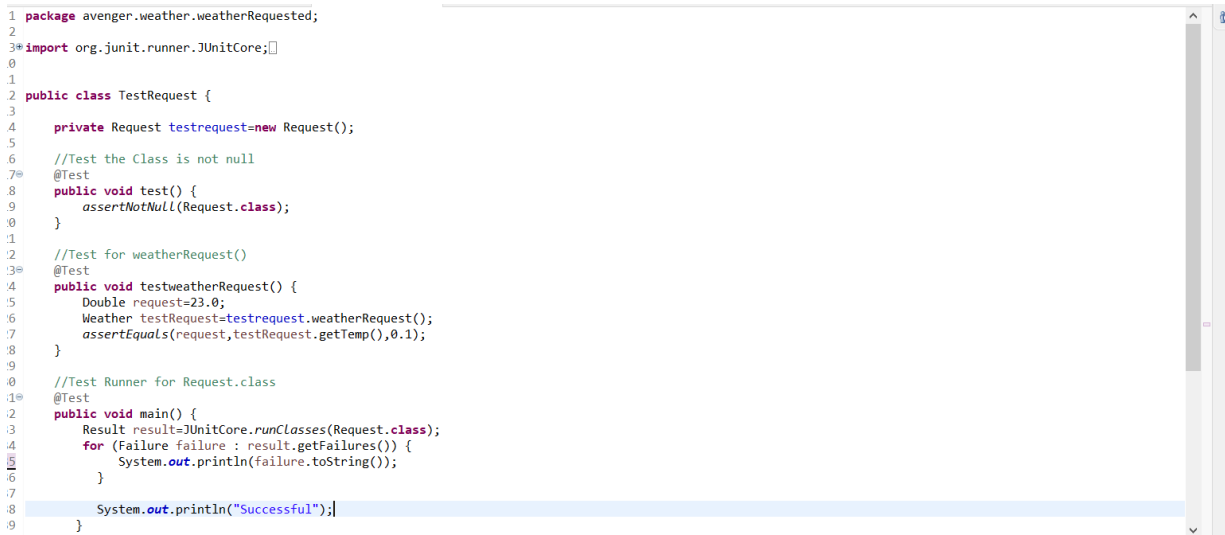 1 package avenger.weather.weatherRequested;
2
3 import org.junit.runner.JUnitCore;
0
1
2 public class TestRequest {
3
4 private Request testrequest=new Request();
5
6 //Test the Class is not null
7 @Test
8 public void test() {
9 assertNotNull(Request.class);
0 }
1
2 //Test for weatherRequest()
3 @Test
4 public void testweatherRequest() {
5 Double request=23.0;
6 Weather testRequest=testrequest.weatherRequest();
7 assertEquals(request,testRequest.getTemp(),0.1);
8 }
9
0 //Test Runner for Request.class
1 @Test
2 public void main() {
3 Result result=JUnitCore.runClasses(Request.class);
4 for (Failure failure : result.getFailures()) {
5 System.out.println(failure.toString());
6 }
7
8 System.out.println("Successful");
9 }